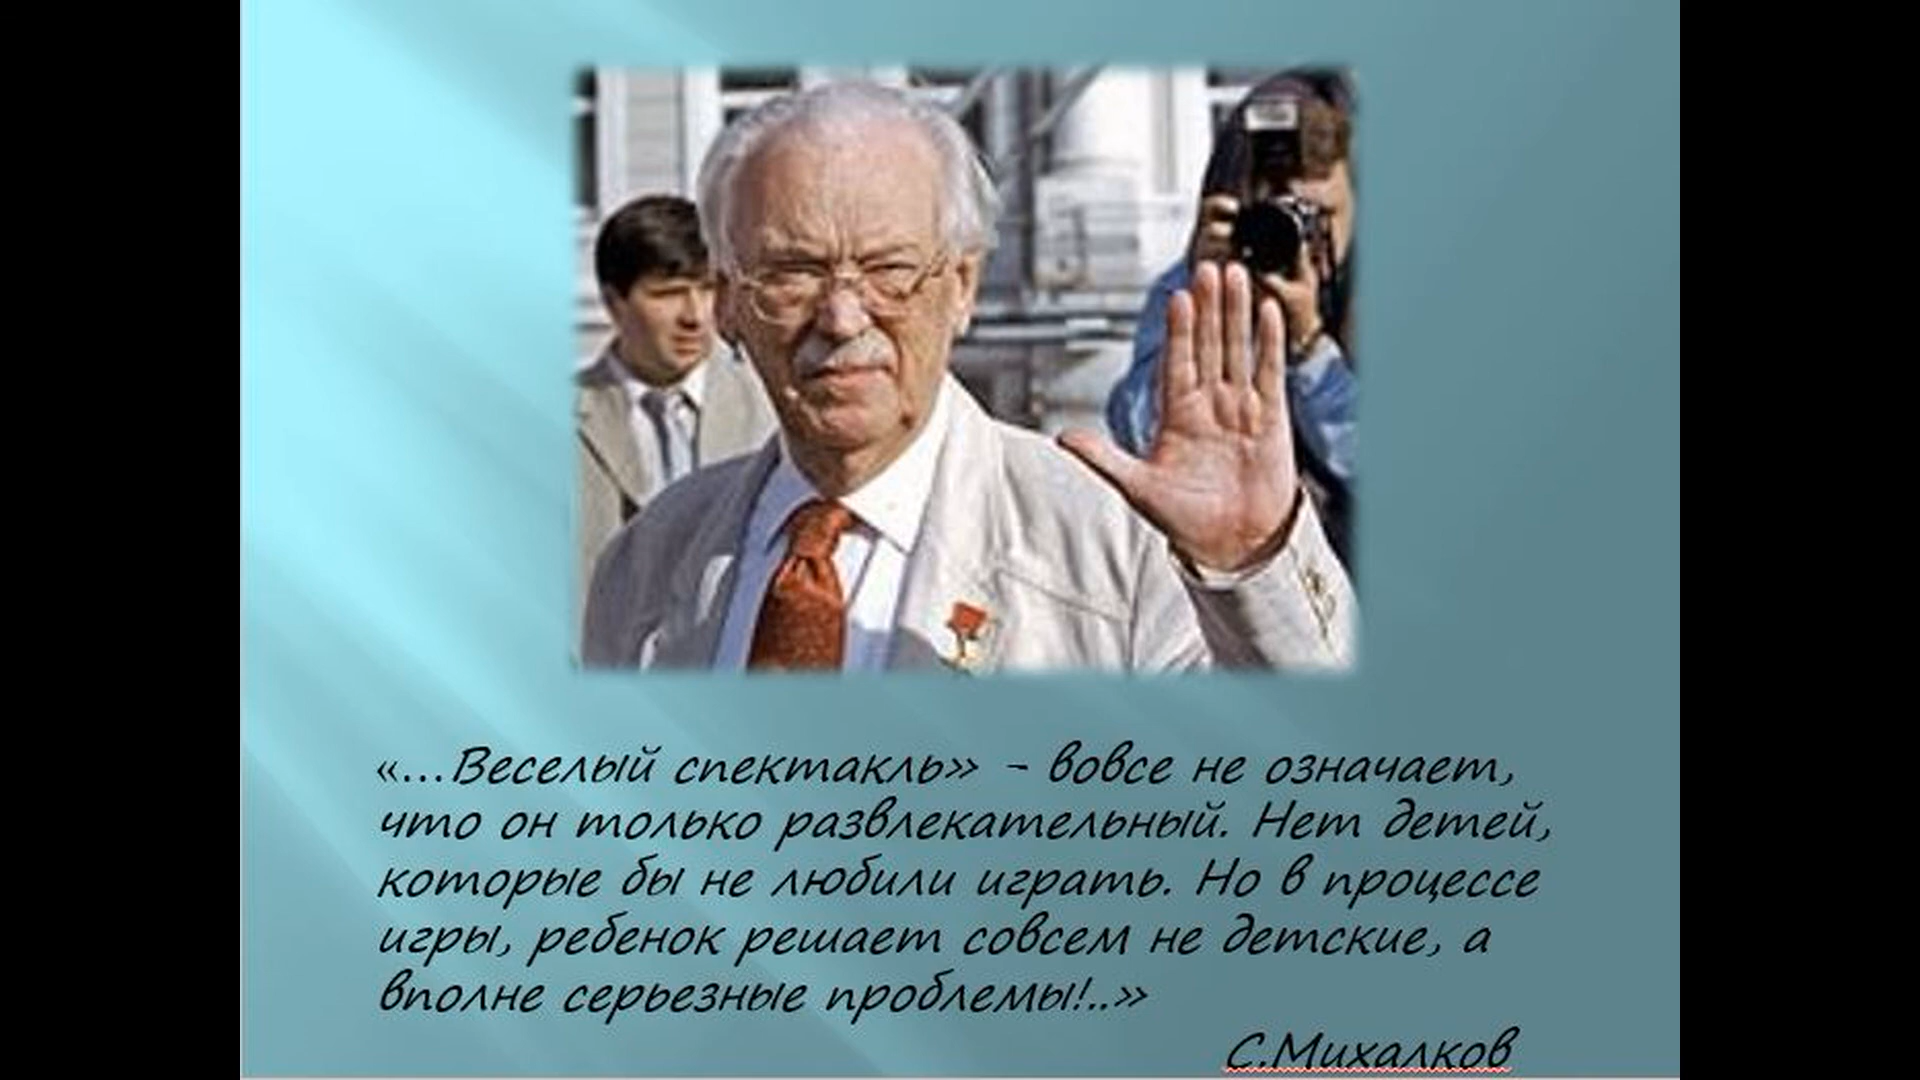 «...Веселый спектакль» - вовсе не означает,
что он только развлекательный. Нет детей,
которые бы не любили играть. Но в процессе
игры, ребенок решает совсем не детские, а
вполне серьезные проблемы!..»
С.Михалков